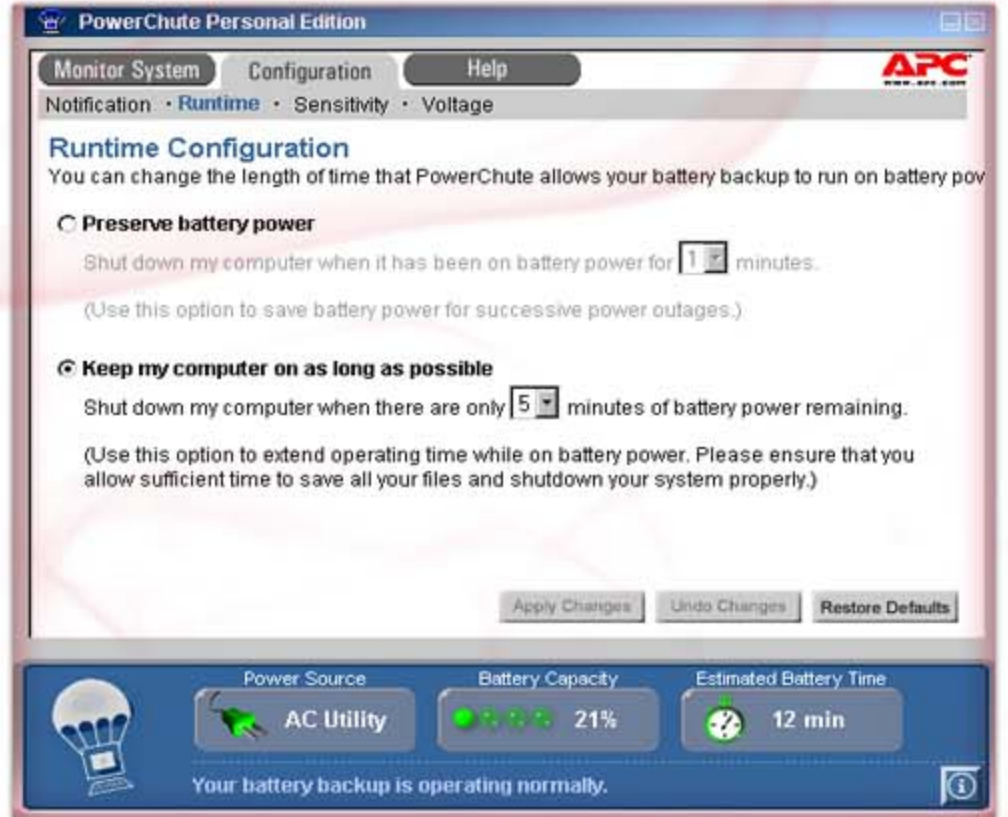 PowerChute Personal Edition
Monitor System Configuration Help
APC
www.apc.com
Notification · Runtime · Sensitivity · Voltage
Runtime Configuration
You can change the length of time that PowerChute allows your battery backup to run on battery pow
Preserve battery power
Shut down my computer when it has been on battery power for 1 minutes.
(Use this option to save battery power for successive power outages.)
Keep my computer on as long as possible
Shut down my computer when there are only 5 minutes of battery power remaining.
(Use this option to extend operating time while on battery power. Please ensure that you
allow sufficient time to save all your files and shutdown your system properly.)
Apply Changes Undo Changes Restore Defaults
Power Source Battery Capacity Estimated Battery Time
AC Utility 21% 12 min
Your battery backup is operating normally.